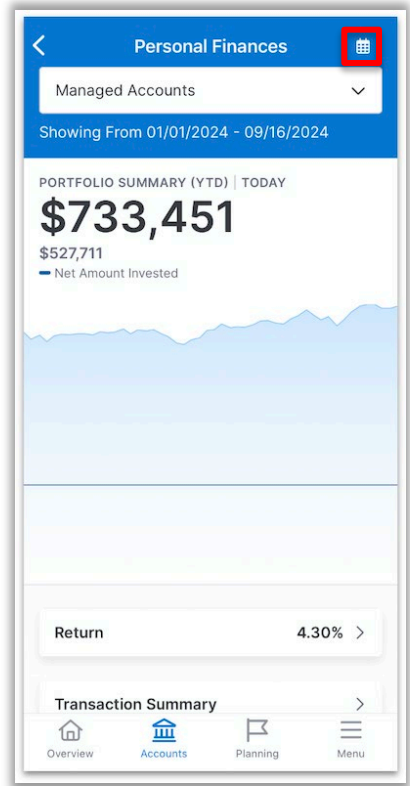 Personal Finances
Managed Accounts
Showing From 01/01/2024 - 09/16/2024
PORTFOLIO SUMMARY (YTD) | TODAY
$733,451
$527,711
Net Amount Invested
Return 4.30%
Transaction Summary
Overview Accounts Planning Menu